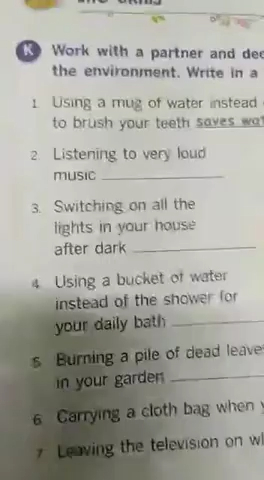 K Work with a partner and
the environment. Write in a
1. Using a mug of water instead
to brush your teeth saves
2. Listening to very loud
music
3. Switching on all the
lights in your house
after dark
4. Using a bucket of water
instead of the shower for
your daily bath
5. Burning a pile of dead
in your garden
6. Carrying a cloth bag when
7. Leaving the television on